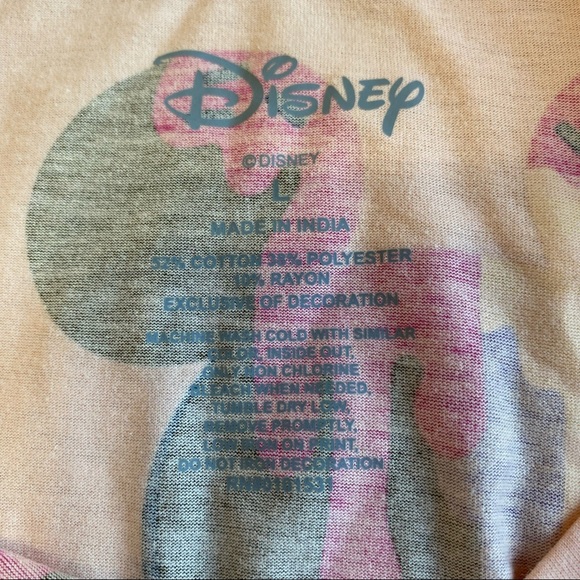 Disney
©DISNEY
L
MADE IN INDIA
52% COTTON 38% POLYESTER
10% RAYON
EXCLUSIVE OF DECORATION
MACHINE WASH COLD WITH SIMILAR
COLOR, INSIDE OUT,
ONLY NON CHLORINE
BLEACH WHEN NEEDED,
TUMBLE DRY LOW,
REMOVE PROMPTLY,
LOW IRON ON PRINT,
DO NOT IRON DECORATION